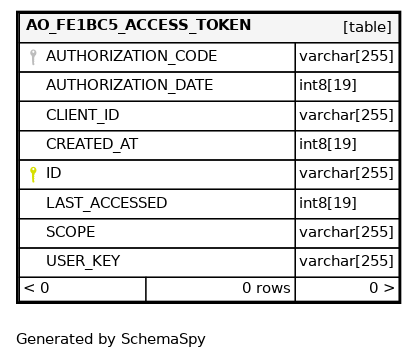 AO_FE1BC5_ACCESS_TOKEN [table]
AUTHORIZATION_CODE varchar[255]
AUTHORIZATION_DATE int8[19]
CLIENT_ID varchar[255]
CREATED_AT int8[19]
ID varchar[255]
LAST_ACCESSED int8[19]
SCOPE varchar[255]
USER_KEY varchar[255]
< 0 0 rows 0 >
Generated by SchemaSpy